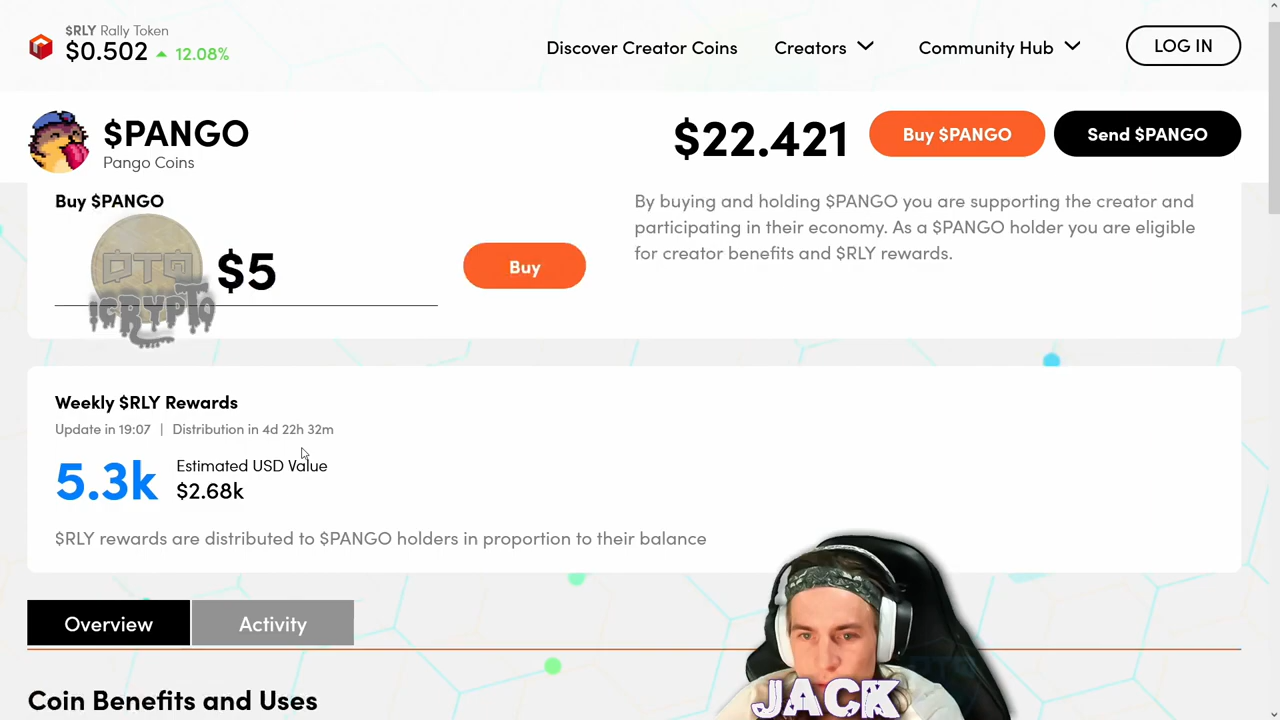 $RLY Rally Token
$0.502 12.08%
Discover Creator Coins
Creators
Community Hub
LOG IN
$PANGO
Pango Coins
$22.421
Buy $PANGO
Send $PANGO
Buy $PANGO
$5
Buy
By buying and holding $PANGO you are supporting the creator and
participating in their economy. As a $PANGO holder you are eligible
for creator benefits and $RLY rewards.
OTO
!CRYPTO
Weekly $RLY Rewards
Update in 19:07 | Distribution in 4d 22h 32m
5.3k
Estimated USD Value
$2.68k
$RLY rewards are distributed to $PANGO holders in proportion to their balance
Overview
Activity
Coin Benefits and Uses
JACK